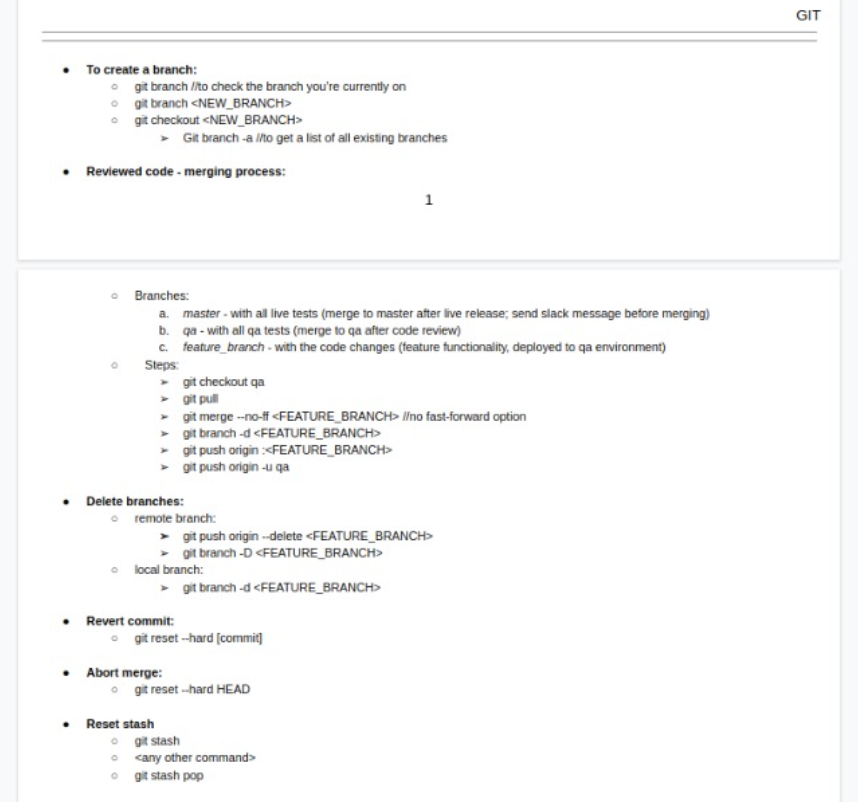 GIT
● To create a branch:
○ git branch //to check the branch you're currently on
○ git branch <NEW_BRANCH>
○ git checkout <NEW_BRANCH>
➢ Git branch -a //to get a list of all existing branches
● Reviewed code - merging process:
1
○ Branches:
a. master - with all live tests (merge to master after live release; send slack message before merging)
b. qa - with all qa tests (merge to qa after code review)
c. feature_branch - with the code changes (feature functionality, deployed to qa environment)
○ Steps:
➢ git checkout qa
➢ git pull
➢ git merge --no-ff <FEATURE_BRANCH> //no fast-forward option
➢ git branch -d <FEATURE_BRANCH>
➢ git push origin :<FEATURE_BRANCH>
➢ git push origin -u qa
● Delete branches:
○ remote branch:
➢ git push origin --delete <FEATURE_BRANCH>
➢ git branch -D <FEATURE_BRANCH>
○ local branch:
➢ git branch -d <FEATURE_BRANCH>
● Revert commit:
○ git reset --hard [commit]
● Abort merge:
○ git reset --hard HEAD
● Reset stash
○ git stash
○ <any other command>
○ git stash pop